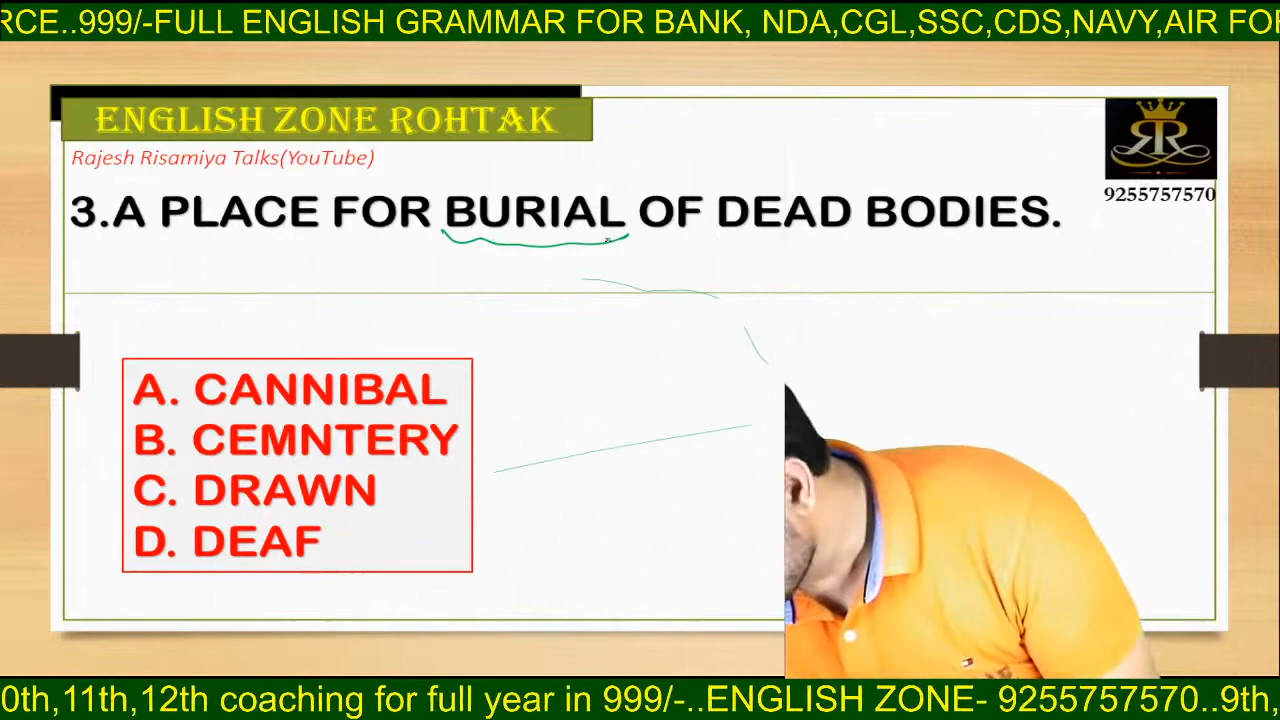 RCE..999/-FULL ENGLISH GRAMMAR FOR BANK, NDA,CGL,SSC,CDS,NAVY,AIR FOR
ENGLISH ZONE ROHTAK
Rajesh Risamiya Talks(YouTube)
RR
9255757570
3.A PLACE FOR BURIAL OF DEAD BODIES.
A. CANNIBAL
B. CEMNTERY
C. DRAWN
D. DEAF
0th,11th,12th coaching for full year in 999/-..ENGLISH ZONE- 9255757570..9th,